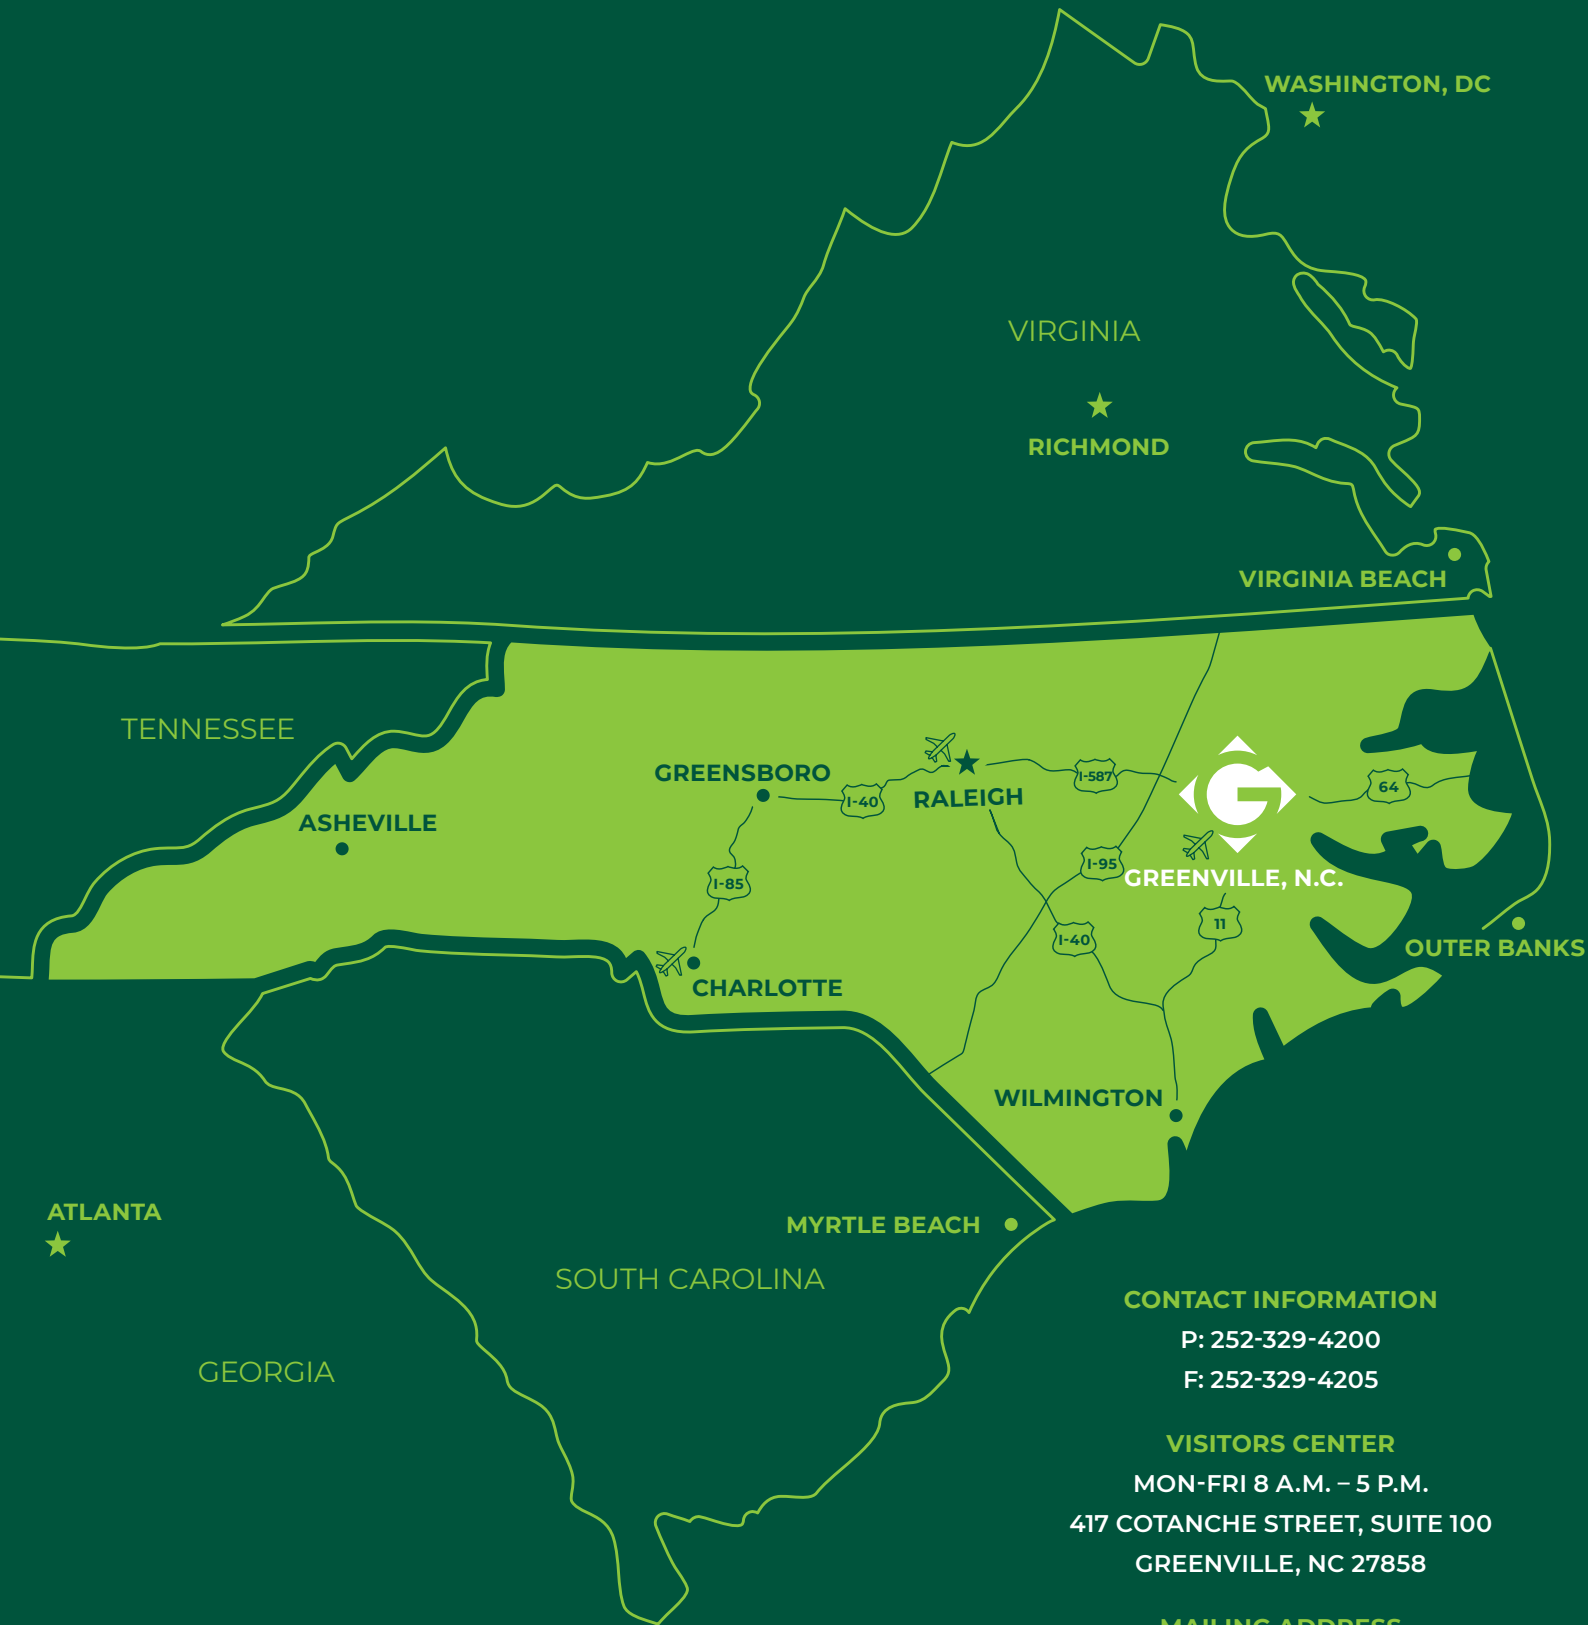 WASHINGTON, DC
VIRGINIA
RICHMOND
VIRGINIA BEACH
TENNESSEE
GREENSBORO
I-40
RALEIGH
I-587
G
64
ASHEVILLE
I-85
I-95
GREENVILLE, N.C.
11
I-40
OUTER BANKS
CHARLOTTE
WILMINGTON
ATLANTA
MYRTLE BEACH
SOUTH CAROLINA
GEORGIA
CONTACT INFORMATION
P: 252-329-4200
F: 252-329-4205
VISITORS CENTER
MON-FRI 8 A.M. – 5 P.M.
417 COTANCHE STREET, SUITE 100
GREENVILLE, NC 27858
MAILING ADDRESS